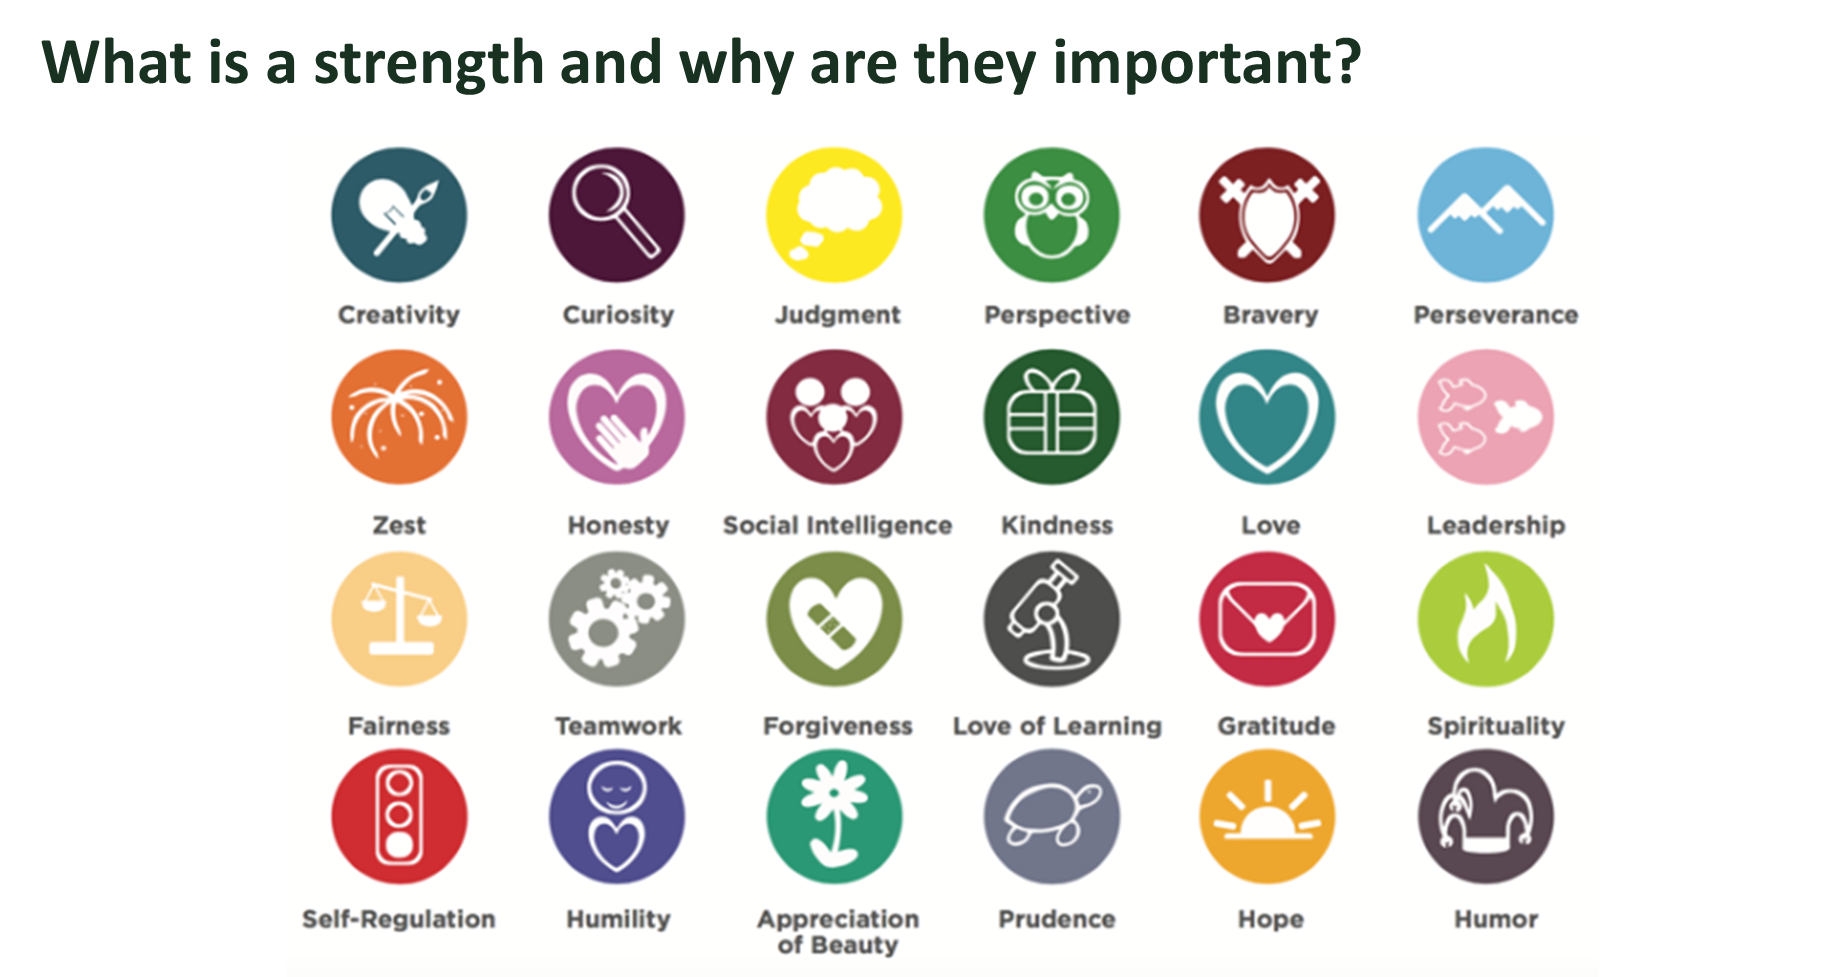 What is a strength and why are they important?
Creativity Curiosity Judgment Perspective Bravery Perseverance
Zest Honesty Social Intelligence Kindness Love Leadership
Fairness Teamwork Forgiveness Love of Learning Gratitude Spirituality
Self-Regulation Humility Appreciation Prudence Hope Humor
of Beauty